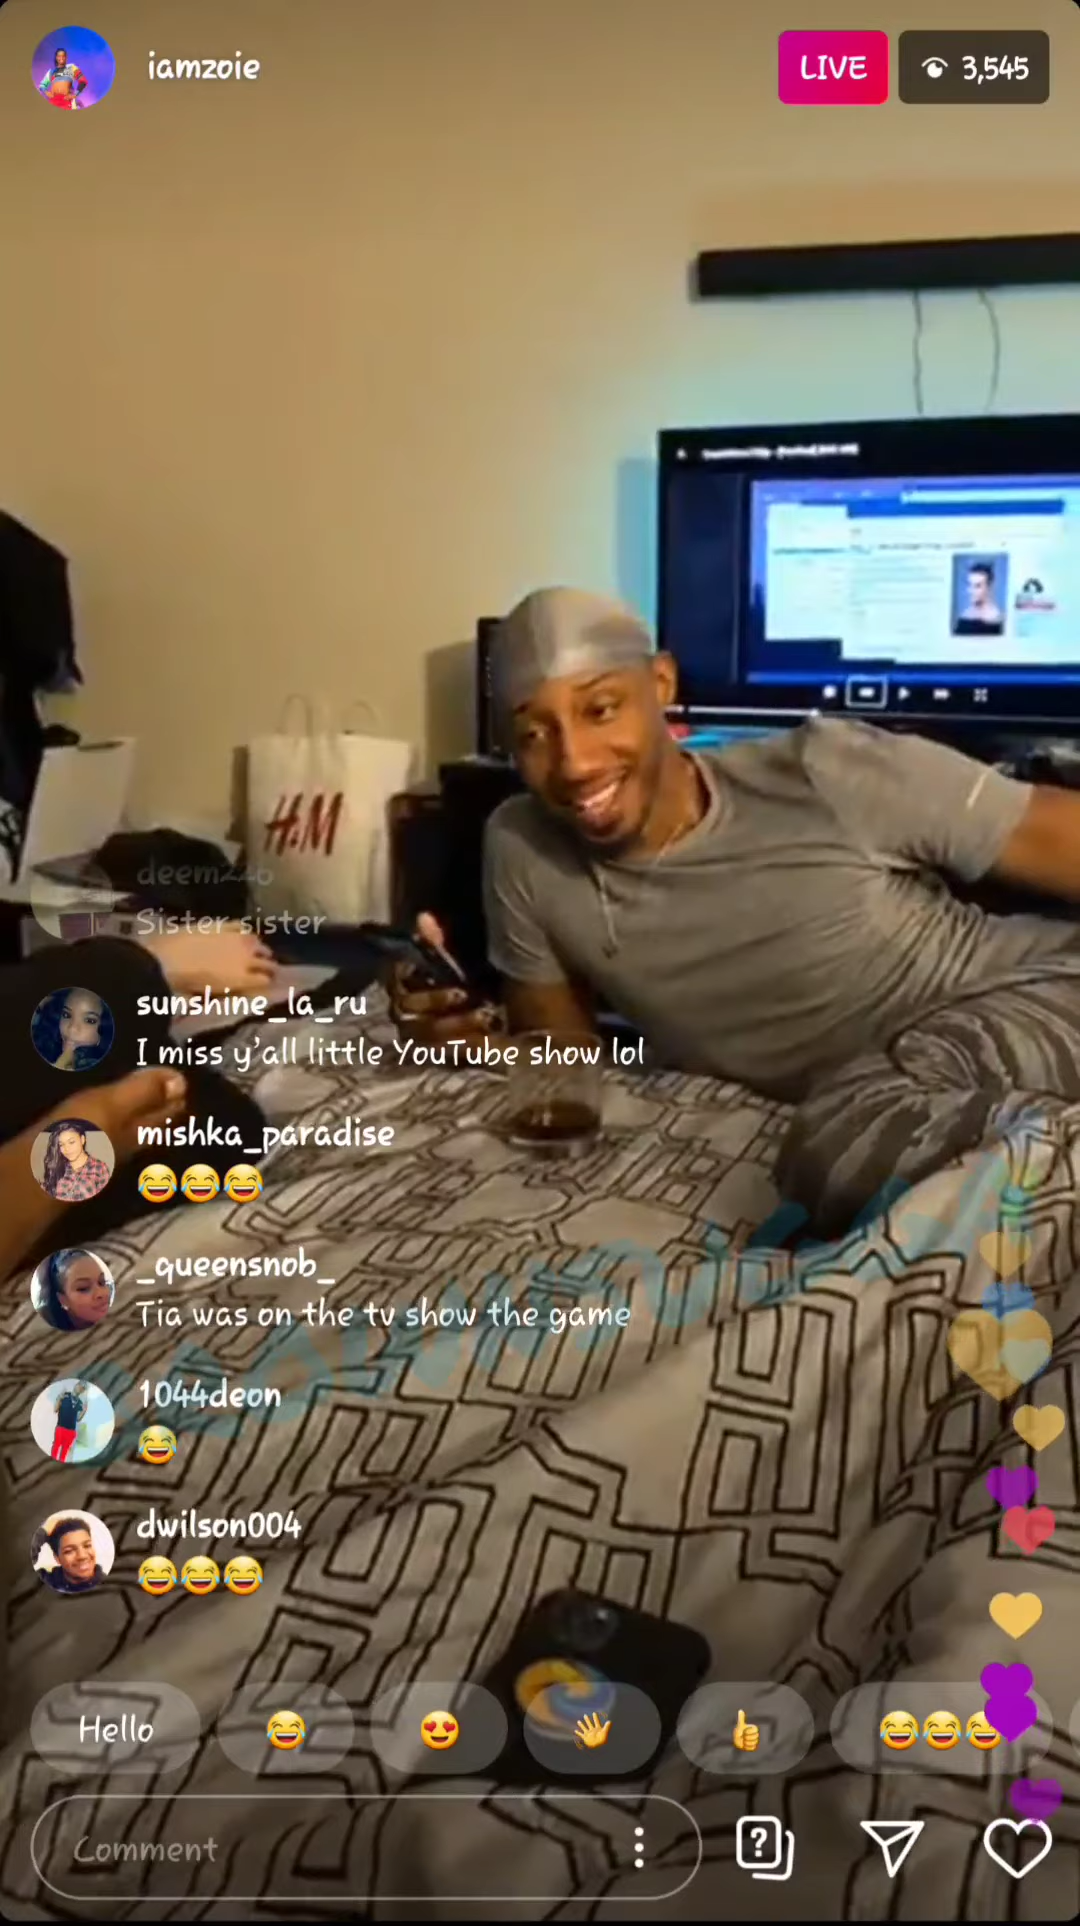 iamzoie
LIVE
3,545
H&M
deem226
Sister sister
sunshine_la_ru
I miss y'all little YouTube show lol
mishka_paradise
😂😂😂
_queensnob_
Tia was on the tv show the game
1044deon
😂
dwilson004
😂😂😂
Hello
Comment